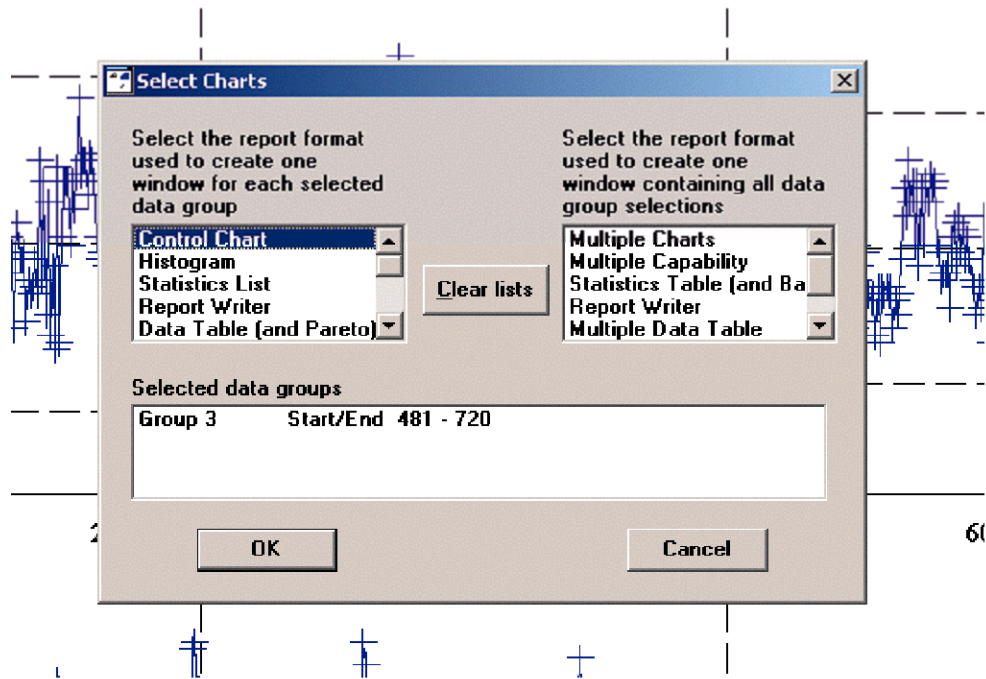 Select Charts
Select the report format
used to create one
window for each selected
data group
Control Chart
Histogram
Statistics List
Report Writer
Data Table (and Pareto)
Clear lists
Select the report format
used to create one
window containing all data
group selections
Multiple Charts
Multiple Capability
Statistics Table (and Ba
Report Writer
Multiple Data Table
Selected data groups
Group 3 Start/End 481 - 720
OK
Cancel